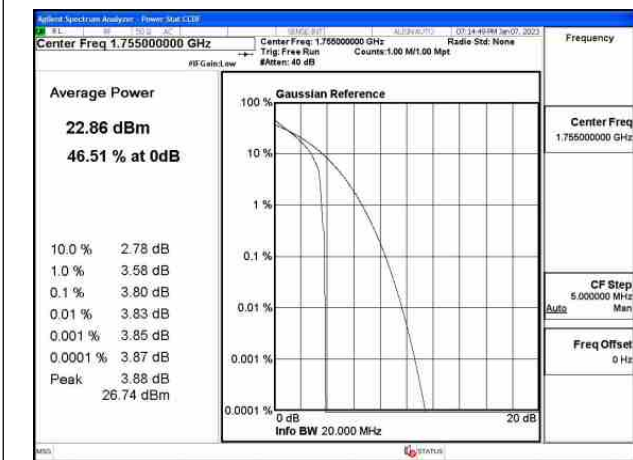 Agilent Spectrum Analyzer - Power Stat CCDF
RL 50 Ω AC SENSE:INT ALIGN AUTO 07:14:49 PM Jan 07, 2023
Center Freq 1.755000000 GHz
Center Freq: 1.755000000 GHz Radio Std: None
Trig: Free Run Counts:1.00 M/1.00 Mpt
#IFGain:Low #Atten: 40 dB
Frequency
Average Power
22.86 dBm
46.51 % at 0dB
10.0 % 2.78 dB
1.0 % 3.58 dB
0.1 % 3.80 dB
0.01 % 3.83 dB
0.001 % 3.85 dB
0.0001 % 3.87 dB
Peak 3.88 dB
26.74 dBm
Gaussian Reference
100 %
10 %
1 %
0.1 %
0.01 %
0.001 %
0.0001 %
0 dB 20 dB
Info BW 20.000 MHz
Center Freq
1.755000000 GHz
CF Step
5.000000 MHz
Auto Man
Freq Offset
0 Hz
MSG STATUS